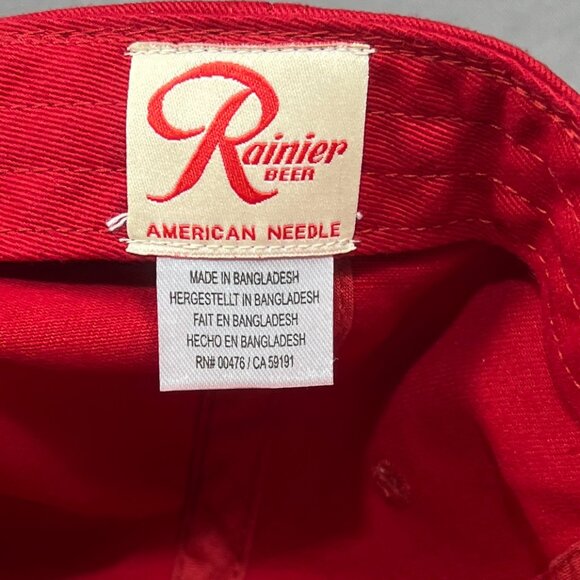 Rainier
BEER
AMERICAN NEEDLE
MADE IN BANGLADESH
HERGESTELLT IN BANGLADESH
FAIT EN BANGLADESH
HECHO EN BANGLADESH
RN# 00476 / CA 59191